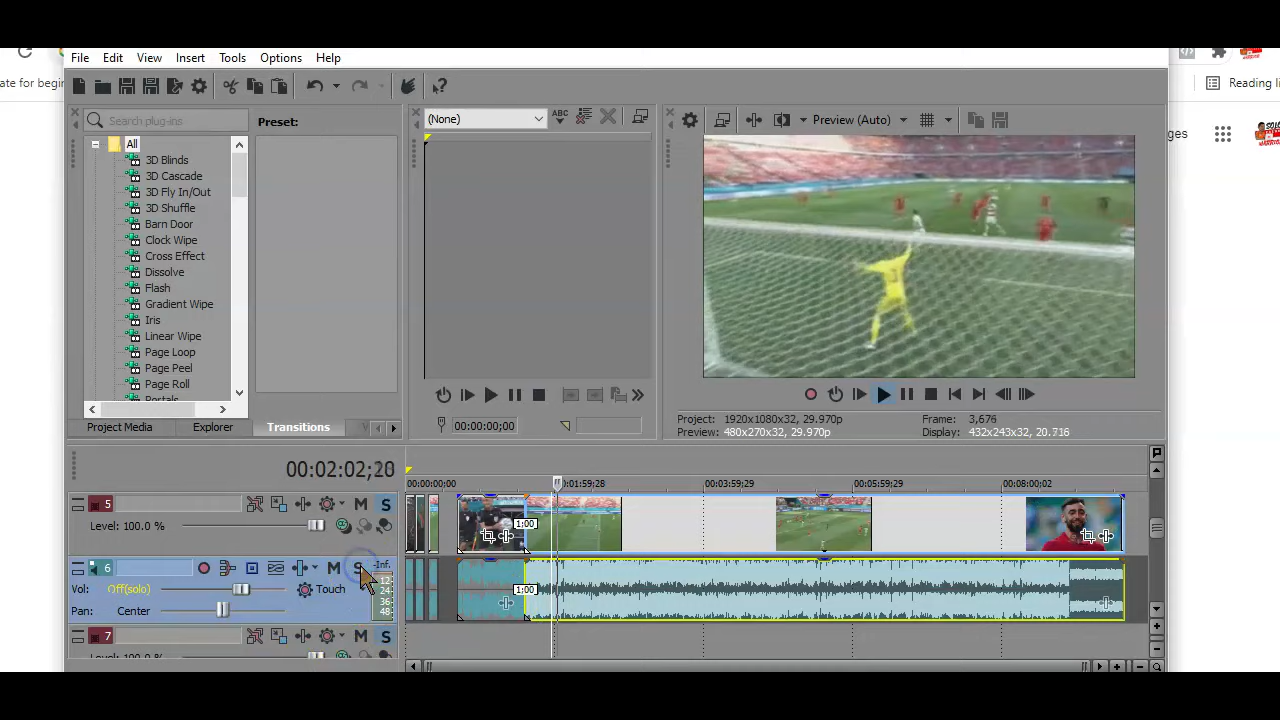 ate for begin
Reading li
ges
File Edit View Insert Tools Options Help
Search plug-ins
Preset:
All
3D Blinds
3D Cascade
3D Fly In/Out
3D Shuffle
Barn Door
Clock Wipe
Cross Effect
Dissolve
Flash
Gradient Wipe
Iris
Linear Wipe
Page Loop
Page Peel
Page Roll
Portals
Project Media Explorer Transitions
(None)
00:00:00;00
Preview (Auto)
Project: 1920x1080x32, 29.970p
Preview: 480x270x32, 29.970p
Frame: 3,676
Display: 432x243x32, 20.716
00:02:02;28
00:00:00;00 00:01:59;28 00:03:59;29 00:05:59;29 00:08:00;02
5 M S
Level: 100.0 %
1:00
6 M S -Inf.
Vol: Off(solo) Touch
Pan: Center
12
24
36
48
1:00
7 M S
Level: 100.0 %